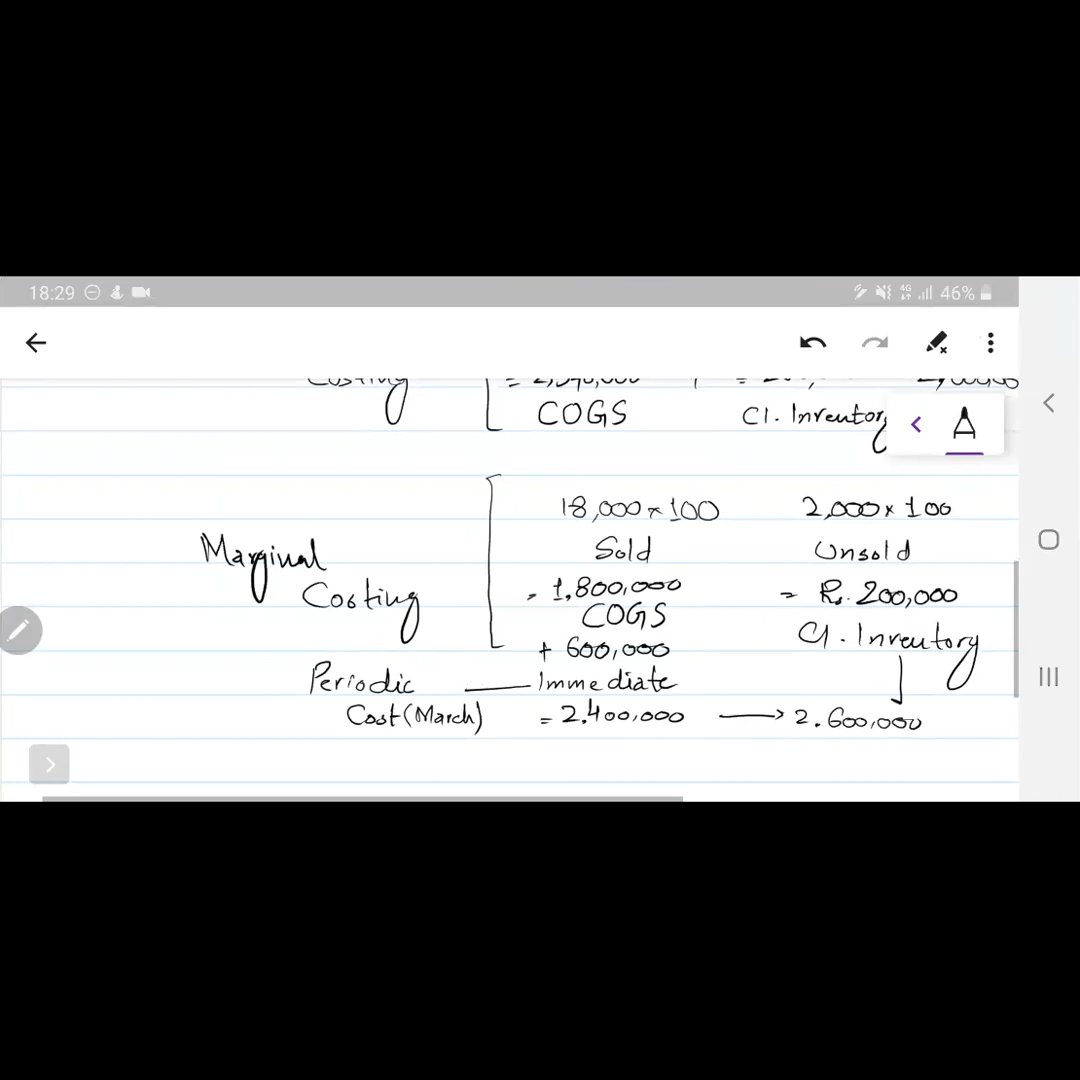 18:29 46%
COGS Cl. Inventory
18,000 × 100 2,000 × 100
Marginal Sold Unsold
Costing = 1,800,000 = Rs. 200,000
COGS Cl. Inventory
+ 600,000
Periodic — Immediate
Cost (March) = 2.400,000 → 2.600,000